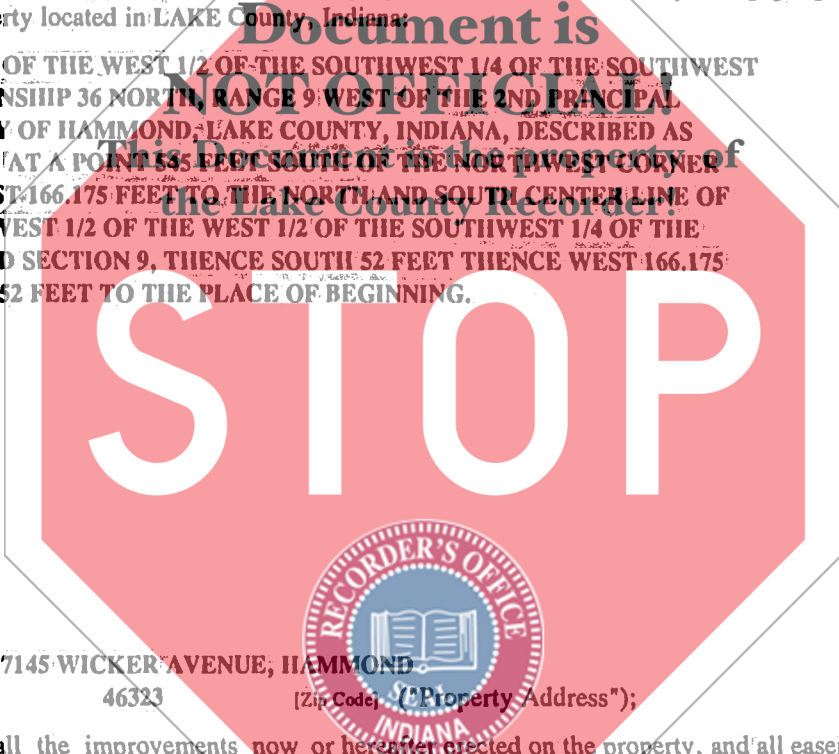 rty located in LAKE County, Indiana:
Document is
OF THE WEST 1/2 OF THE SOUTHWEST 1/4 OF THE SOUTHWEST
NOT OFFICIAL!
NSHIP 36 NORTH, RANGE 9 WEST OF THE 2ND PRINCIPAL
Y OF HAMMOND, LAKE COUNTY, INDIANA, DESCRIBED AS
This Document is the property of
AT A POINT FEET SOUTH OF THE NORTHWEST CORNER
ST 166.175 FEET TO THE NORTH AND SOUTH CENTER LINE OF
the Lake County Recorder!
WEST 1/2 OF THE WEST 1/2 OF THE SOUTHWEST 1/4 OF THE
D SECTION 9, THENCE SOUTH 52 FEET THENCE WEST 166.175
52 FEET TO THE PLACE OF BEGINNING.
STOP
RECORDER'S OFFICE
7145 WICKER AVENUE, HAMMOND
46323 [Zip Code] ("Property Address");
SEAL
INDIANA
all the improvements now or hereafter erected on the property, and all ease